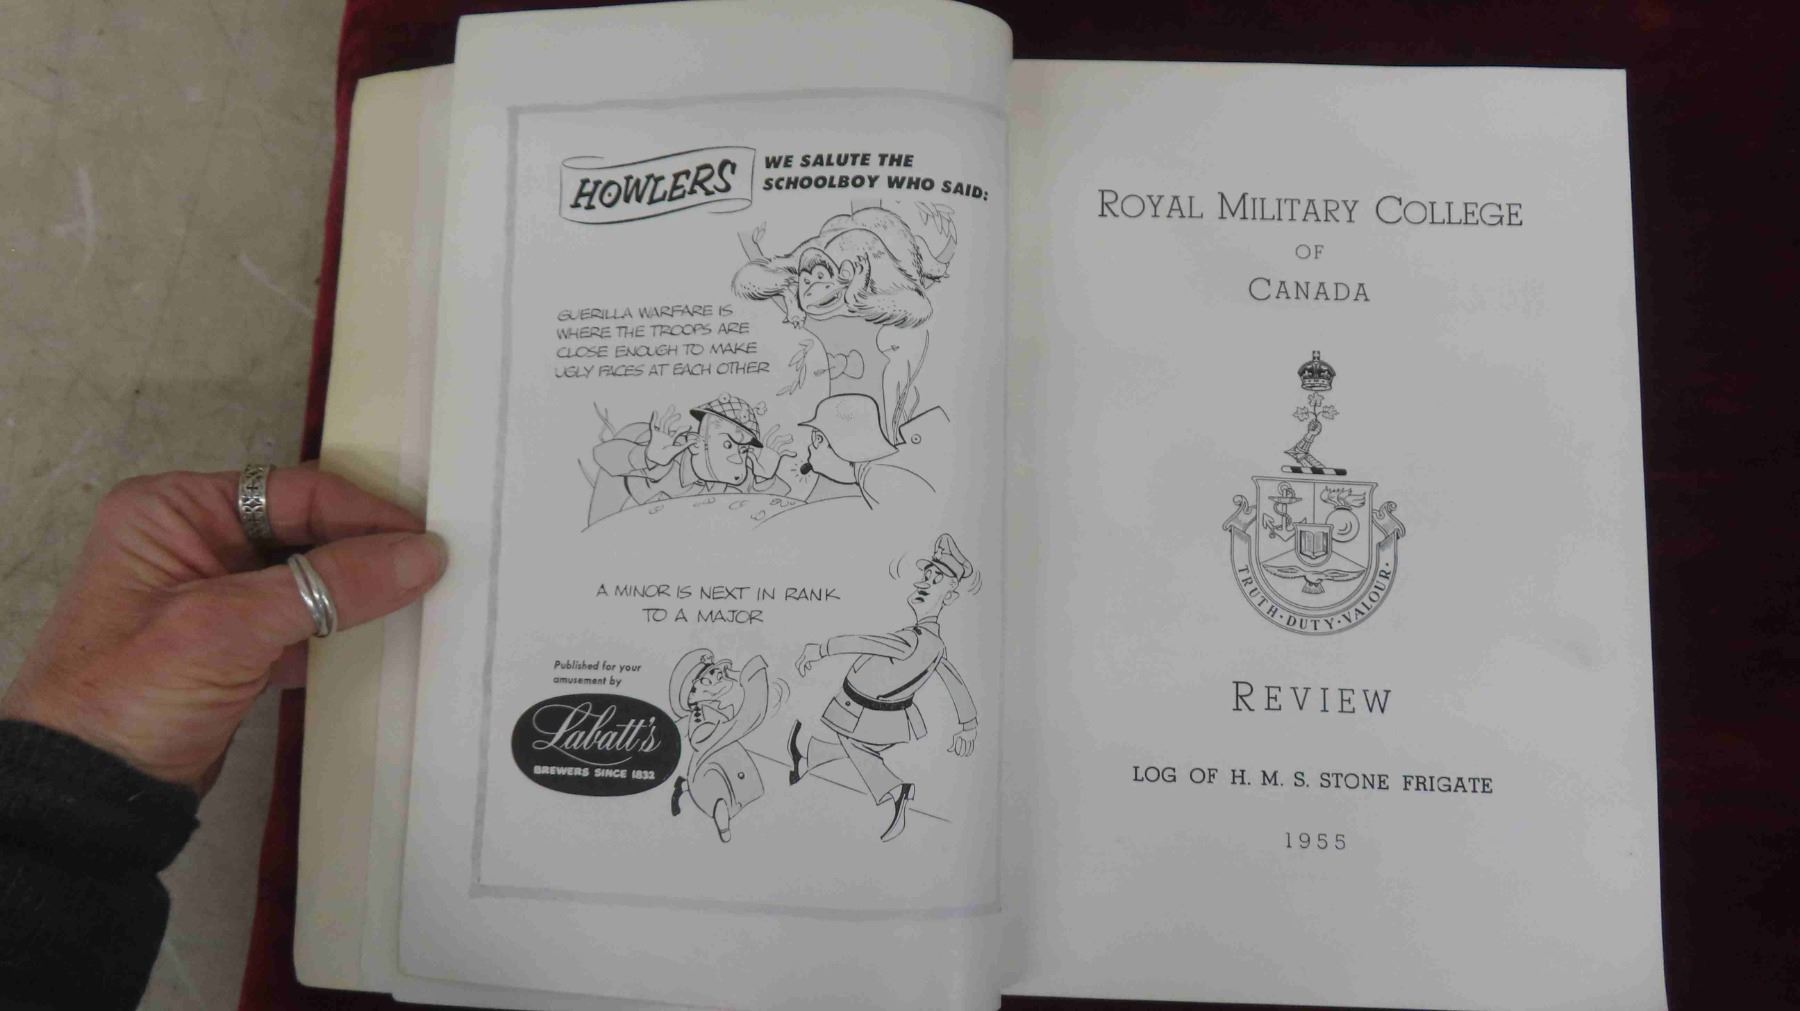 HOWLERS
WE SALUTE THE
SCHOOLBOY WHO SAID:
GUERILLA WARFARE IS
WHERE THE TROOPS ARE
CLOSE ENOUGH TO MAKE
UGLY FACES AT EACH OTHER
A MINOR IS NEXT IN RANK
TO A MAJOR
Published for your
amusement by
Labatt's
BREWERS SINCE 1832
ROYAL MILITARY COLLEGE
OF
CANADA
TRUTH · DUTY · VALOUR ·
REVIEW
LOG OF H. M. S. STONE FRIGATE
1955